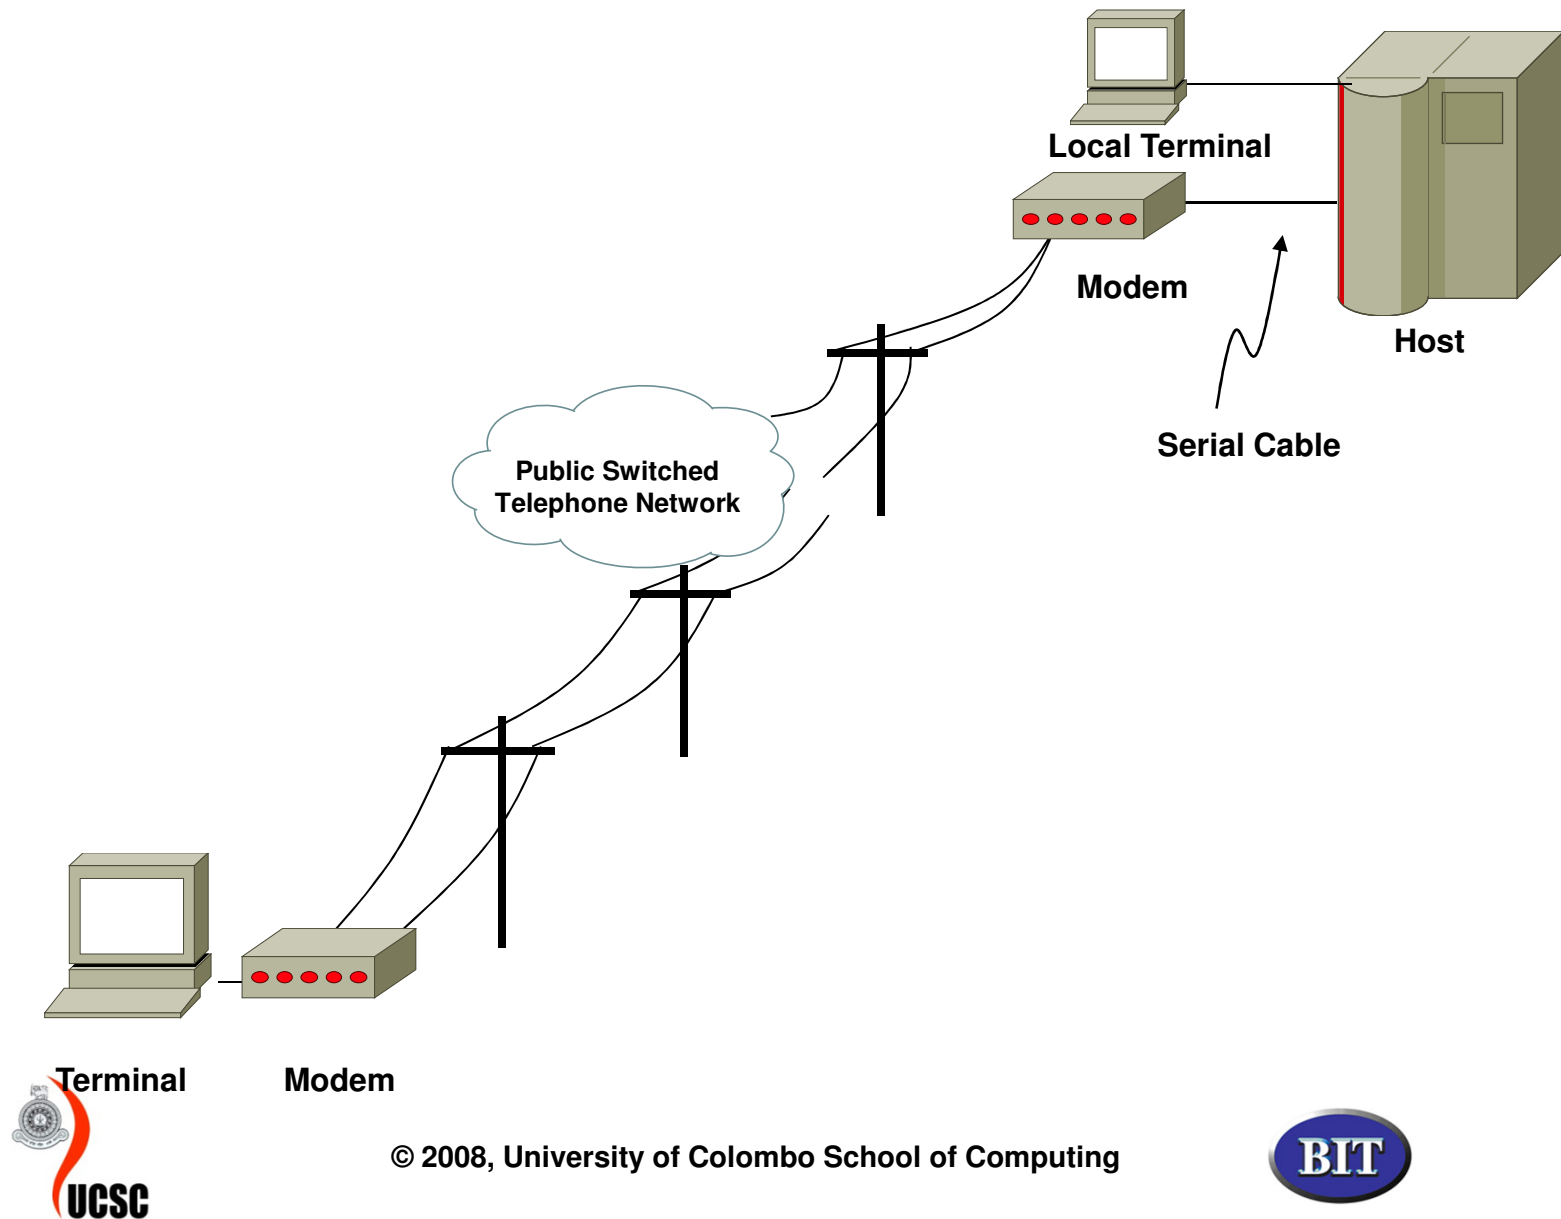 Local Terminal
Modem
Host
Serial Cable
Public Switched
Telephone Network
Terminal
Modem
© 2008, University of Colombo School of Computing
BIT
UCSC